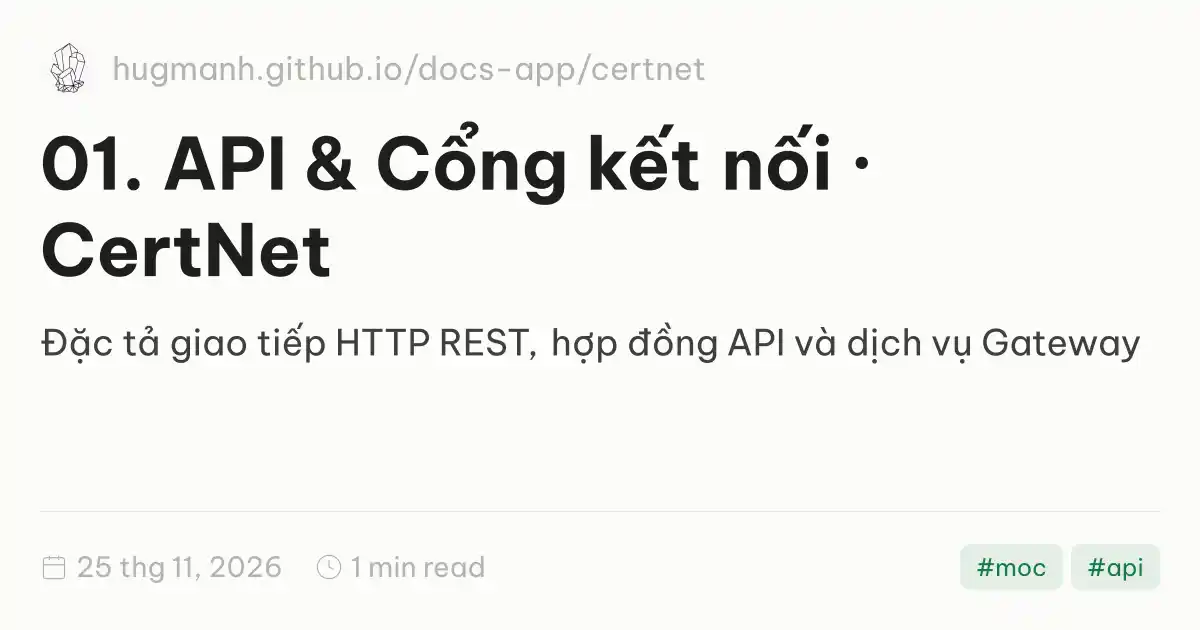 hugmanh.github.io/docs-app/certnet
01. API & Cổng kết nối ·
CertNet
Đặc tả giao tiếp HTTP REST, hợp đồng API và dịch vụ Gateway
25 thg 11, 2026 1 min read #moc #api